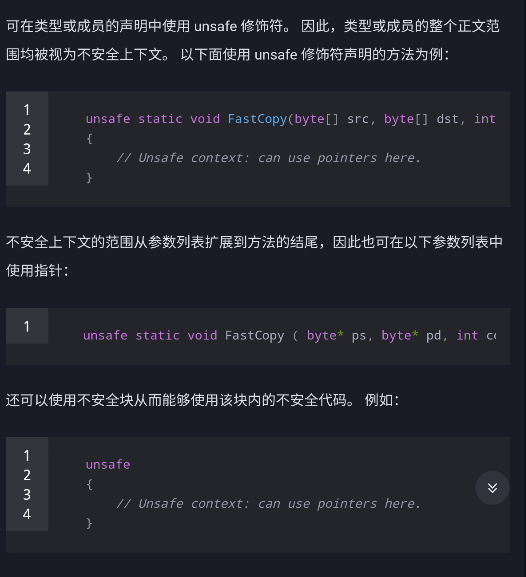 可在类型或成员的声明中使用 unsafe 修饰符。 因此，类型或成员的整个正文范
围均被视为不安全上下文。 以下面使用 unsafe 修饰符声明的方法为例：
1 unsafe static void FastCopy(byte[] src, byte[] dst, int
2 {
3 // Unsafe context: can use pointers here.
4 }
不安全上下文的范围从参数列表扩展到方法的结尾，因此也可在以下参数列表中
使用指针：
1 unsafe static void FastCopy ( byte* ps, byte* pd, int co
还可以使用不安全块从而能够使用该块内的不安全代码。 例如：
1 unsafe
2 {
3 // Unsafe context: can use pointers here.
4 }